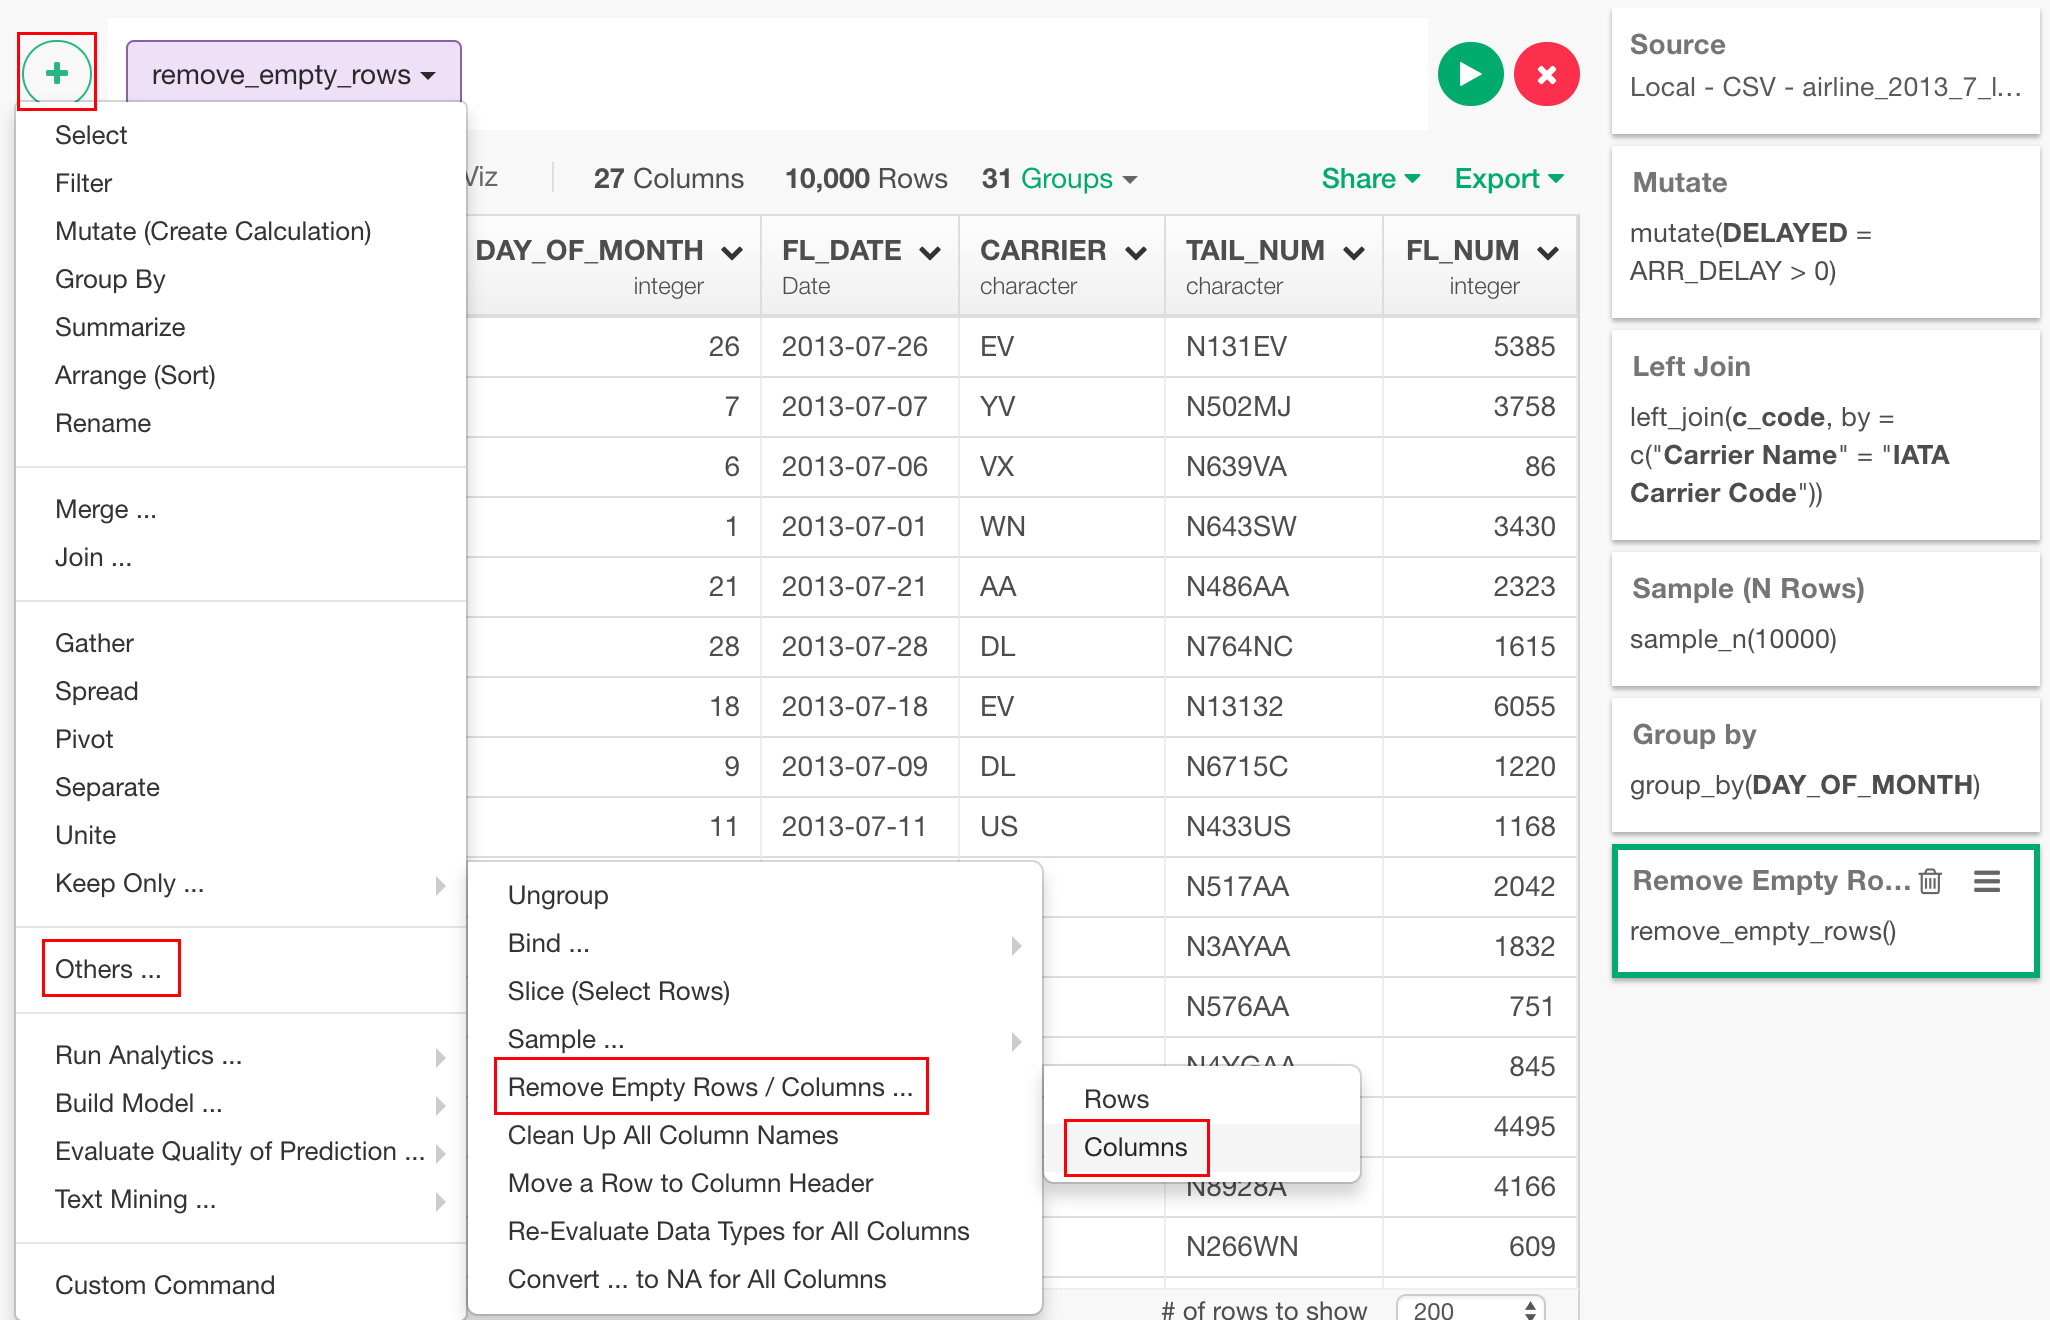 remove_empty_rows
Select
Filter
Mutate (Create Calculation)
Group By
Summarize
Arrange (Sort)
Rename
Merge ...
Join ...
Gather
Spread
Pivot
Separate
Unite
Keep Only ...
Others ...
Run Analytics ...
Build Model ...
Evaluate Quality of Prediction ...
Text Mining ...
Custom Command
Viz 27 Columns 10,000 Rows 31 Groups Share Export
DAY_OF_MONTH FL_DATE CARRIER TAIL_NUM FL_NUM
integer Date character character integer
26 2013-07-26 EV N131EV 5385
7 2013-07-07 YV N502MJ 3758
6 2013-07-06 VX N639VA 86
1 2013-07-01 WN N643SW 3430
21 2013-07-21 AA N486AA 2323
28 2013-07-28 DL N764NC 1615
18 2013-07-18 EV N13132 6055
9 2013-07-09 DL N6715C 1220
11 2013-07-11 US N433US 1168
N517AA 2042
N3AYAA 1832
N576AA 751
845
4495
N8928A 4166
N266WN 609
Ungroup
Bind ...
Slice (Select Rows)
Sample ...
Remove Empty Rows / Columns ...
Clean Up All Column Names
Move a Row to Column Header
Re-Evaluate Data Types for All Columns
Convert ... to NA for All Columns
Rows
Columns
# of rows to show 200
Source
Local - CSV - airline_2013_7_l...
Mutate
mutate(DELAYED =
ARR_DELAY > 0)
Left Join
left_join(c_code, by =
c("Carrier Name" = "IATA
Carrier Code"))
Sample (N Rows)
sample_n(10000)
Group by
group_by(DAY_OF_MONTH)
Remove Empty Ro...
remove_empty_rows()